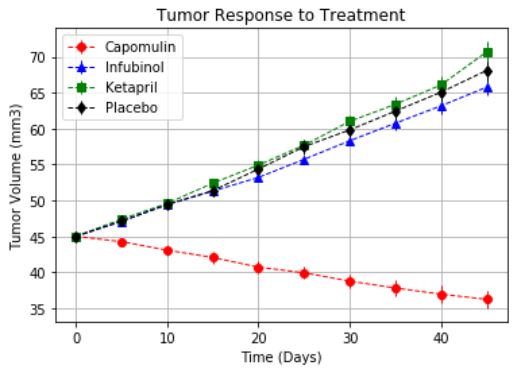 Tumor Response to Treatment
Capomulin
Infubinol
Ketapril
Placebo
Tumor Volume (mm3)
70
65
60
55
50
45
40
35
0
10
20
30
40
Time (Days)